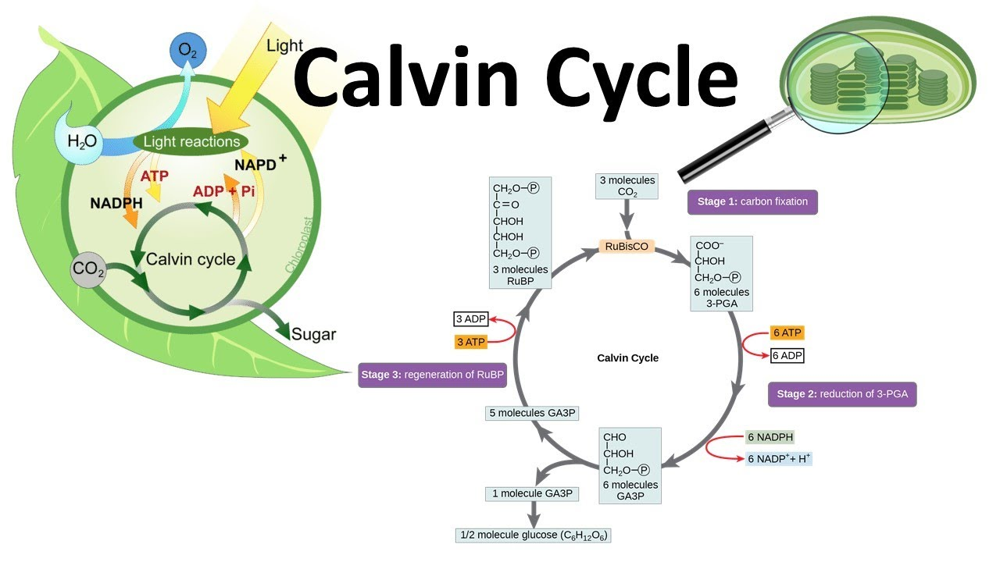 Calvin Cycle
Light
O₂
H₂O
Light reactions
NAPD⁺
ATP
ADP + Pi
NADPH
Chloroplast
Calvin cycle
CO₂
Sugar
3 molecules
CO₂
Stage 1: carbon fixation
RuBisCO
CH₂O–Ⓟ
C=O
CHOH
CHOH
CH₂O–Ⓟ
3 molecules
RuBP
COO⁻
CHOH
CH₂O–Ⓟ
6 molecules
3-PGA
3 ADP
3 ATP
6 ATP
6 ADP
Calvin Cycle
Stage 3: regeneration of RuBP
Stage 2: reduction of 3-PGA
5 molecules GA3P
6 NADPH
6 NADP⁺+ H⁺
CHO
CHOH
CH₂O–Ⓟ
6 molecules
GA3P
1 molecule GA3P
1/2 molecule glucose (C₆H₁₂O₆)